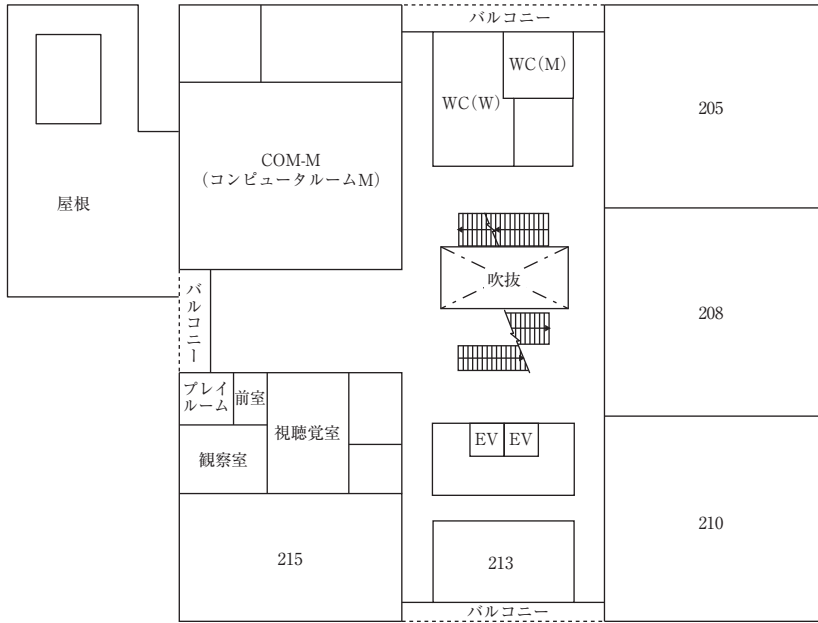 バルコニー
WC(M)
WC(W)
205
COM-M
（コンピュータルームM）
屋根
吹抜
バルコニー
208
プレイ
ルーム
前室
視聴覚室
観察室
EV
EV
210
215
213
バルコニー